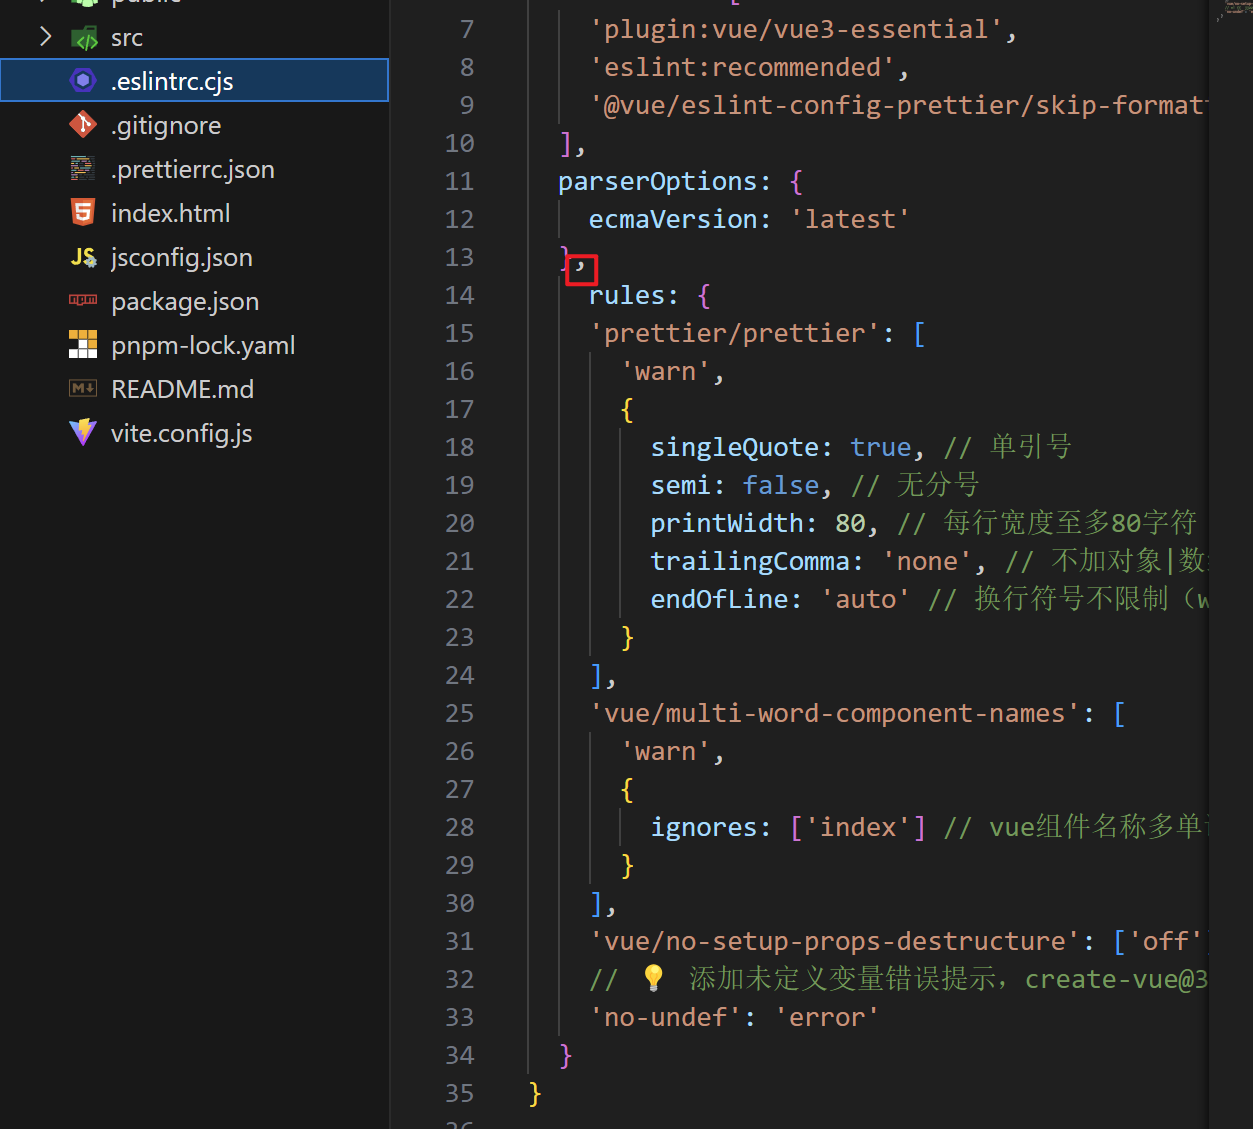 src
.eslintrc.cjs
.gitignore
.prettierrc.json
index.html
jsconfig.json
package.json
pnpm-lock.yaml
README.md
vite.config.js
7 'plugin:vue/vue3-essential',
8 'eslint:recommended',
9 '@vue/eslint-config-prettier/skip-formatt
10 ],
11 parserOptions: {
12 ecmaVersion: 'latest'
13 },
14 rules: {
15 'prettier/prettier': [
16 'warn',
17 {
18 singleQuote: true, // 单引号
19 semi: false, // 无分号
20 printWidth: 80, // 每行宽度至多80字符
21 trailingComma: 'none', // 不加对象|数
22 endOfLine: 'auto' // 换行符号不限制（w
23 }
24 ],
25 'vue/multi-word-component-names': [
26 'warn',
27 {
28 ignores: ['index'] // vue组件名称多单
29 }
30 ],
31 'vue/no-setup-props-destructure': ['off']
32 // 💡 添加未定义变量错误提示，create-vue@3
33 'no-undef': 'error'
34 }
35 }